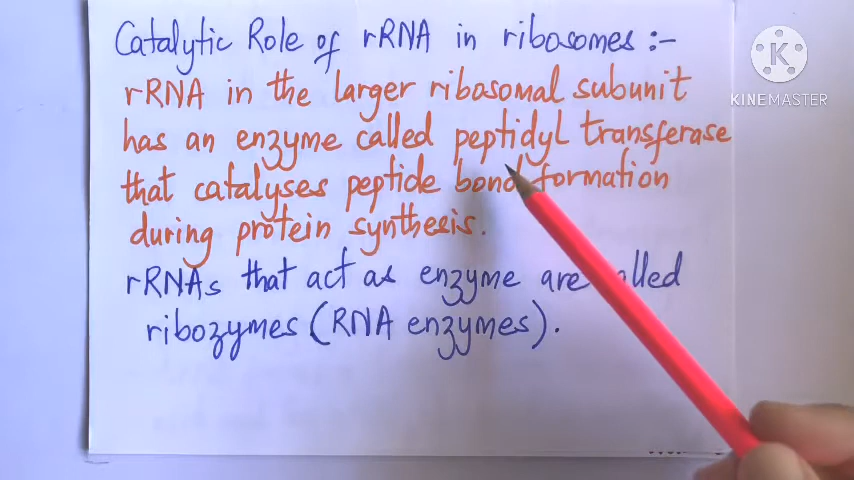 Catalytic Role of rRNA in ribosomes :-
rRNA in the larger ribosomal subunit
has an enzyme called peptidyl transferase
that catalyses peptide bond formation
during protein synthesis.
rRNAs that act as enzyme are called
ribozymes (RNA enzymes).
K
KINEMASTER